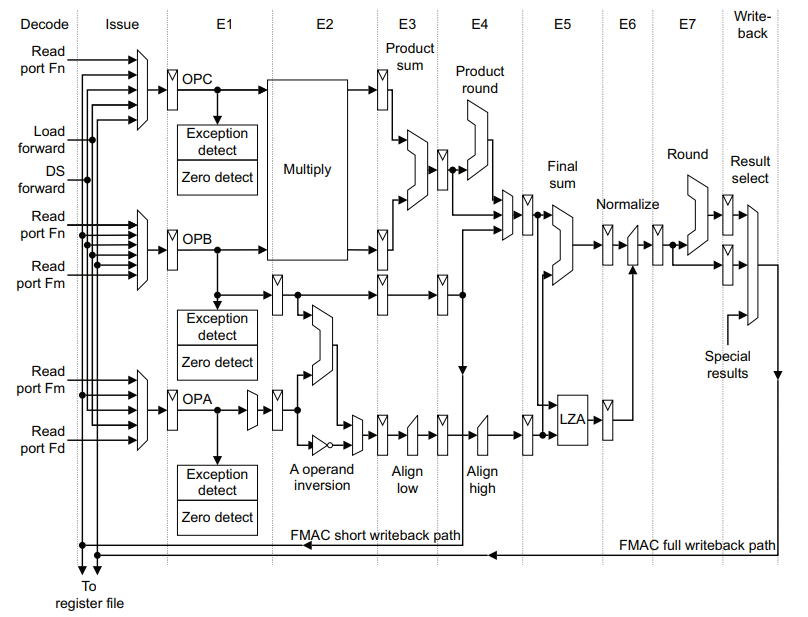 Decode
Issue
E1
E2
E3
E4
E5
E6
E7
Write-
back
Read
port Fn
OPC
Product
sum
Product
round
Exception
detect
Zero detect
Multiply
Load
forward
DS
forward
Final
sum
Round
Result
select
Normalize
Read
port Fn
OPB
Read
port Fm
Exception
detect
Zero detect
Special
results
Read
port Fm
OPA
LZA
Read
port Fd
Exception
detect
Zero detect
A operand
inversion
Align
low
Align
high
FMAC short writeback path
FMAC full writeback path
To
register file